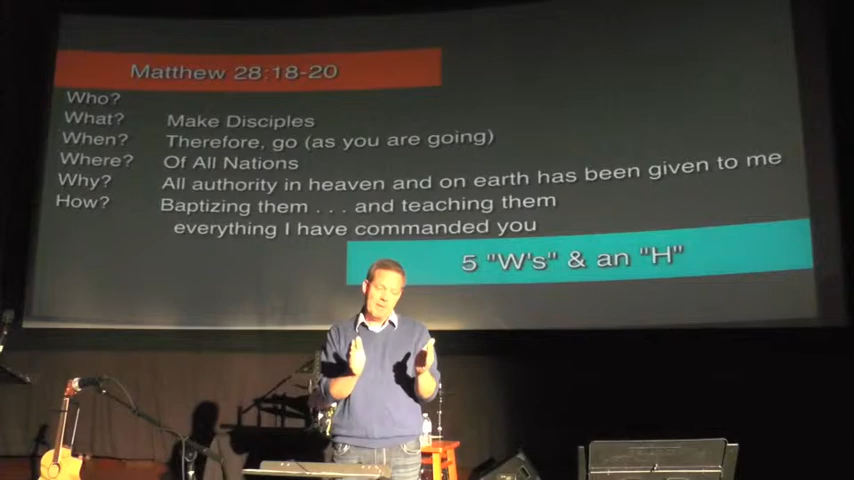 Matthew 28:18-20
Who?
What? Make Disciples
When? Therefore, go (as you are going)
Where? Of All Nations
Why? All authority in heaven and on earth has been given to me
How? Baptizing them . . . and teaching them
everything I have commanded you
5 "W's" & an "H"